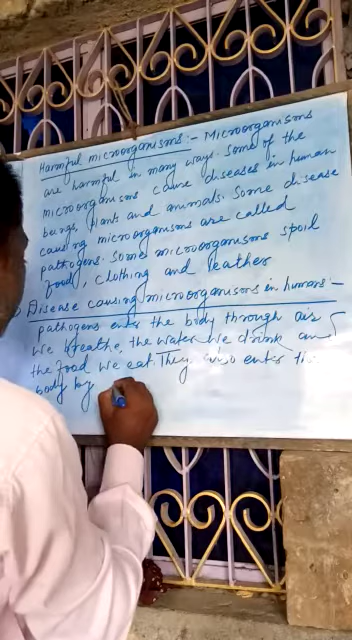 Harmful microorganisms :- Microorganisms
are harmful in many ways. Some of the
microorganisms cause diseases in human
beings, plants and animals. Some disease
causing microorganisms are called
pathogens. Some microorganisms spoil
food, clothing and leather
Disease causing microorganisms in humans -
pathogens enter the body through air
we breathe, the water we drink and
the food we eat. They also enter
body by